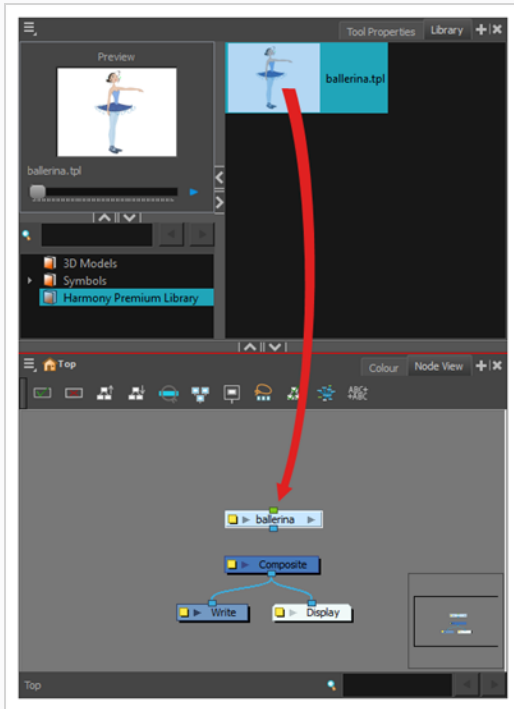 Tool Properties Library
Preview
ballerina.tpl
ballerina.tpl
3D Models
Symbols
Harmony Premium Library
Top
Colour Node View
ABC+
+ABC
ballerina
Composite
Write Display
Top